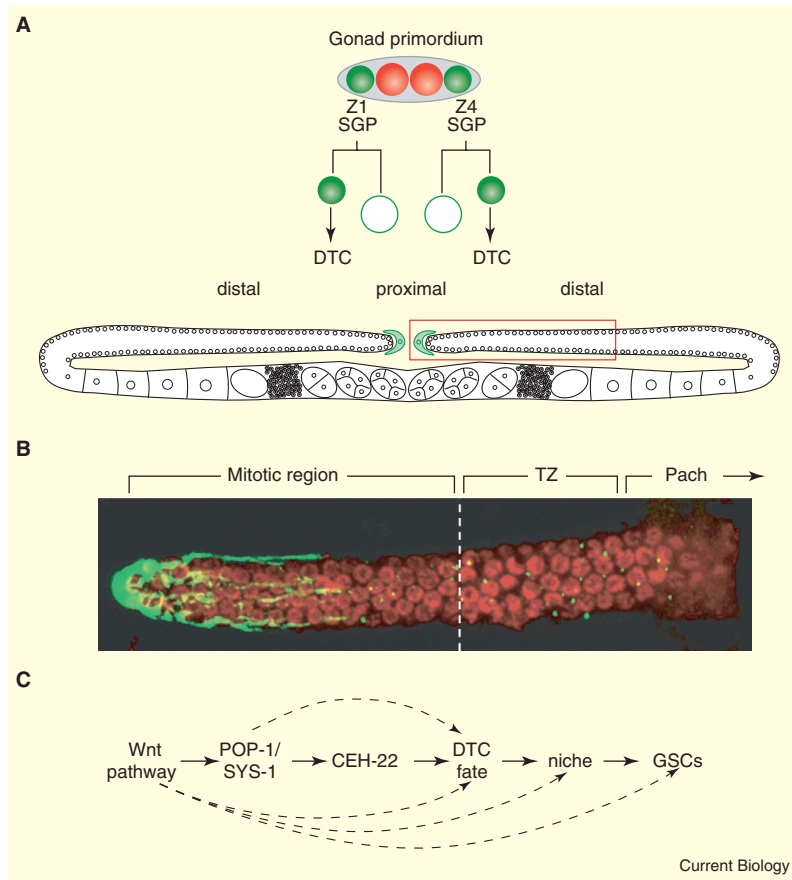 A
Gonad primordium
Z1 Z4
SGP SGP
DTC DTC
distal proximal distal
B
Mitotic region TZ Pach
C
Wnt pathway
POP-1/ SYS-1
CEH-22
DTC fate
niche
GSCs
Current Biology